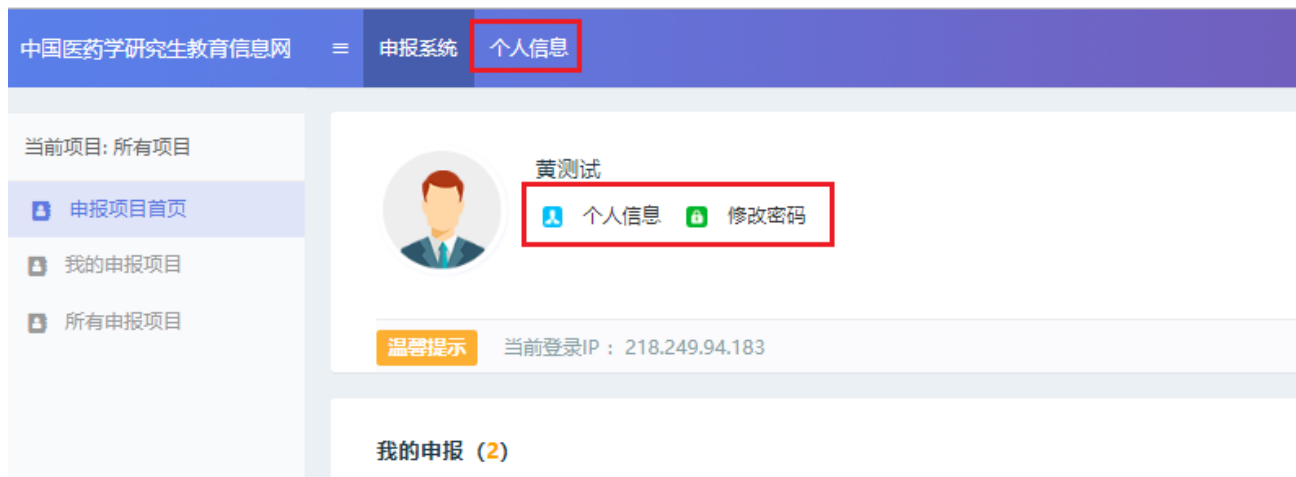 中国医药学研究生教育信息网 ≡ 申报系统 个人信息
当前项目: 所有项目
申报项目首页
我的申报项目
所有申报项目
黄测试
个人信息 修改密码
温馨提示 当前登录IP： 218.249.94.183
我的申报（2）